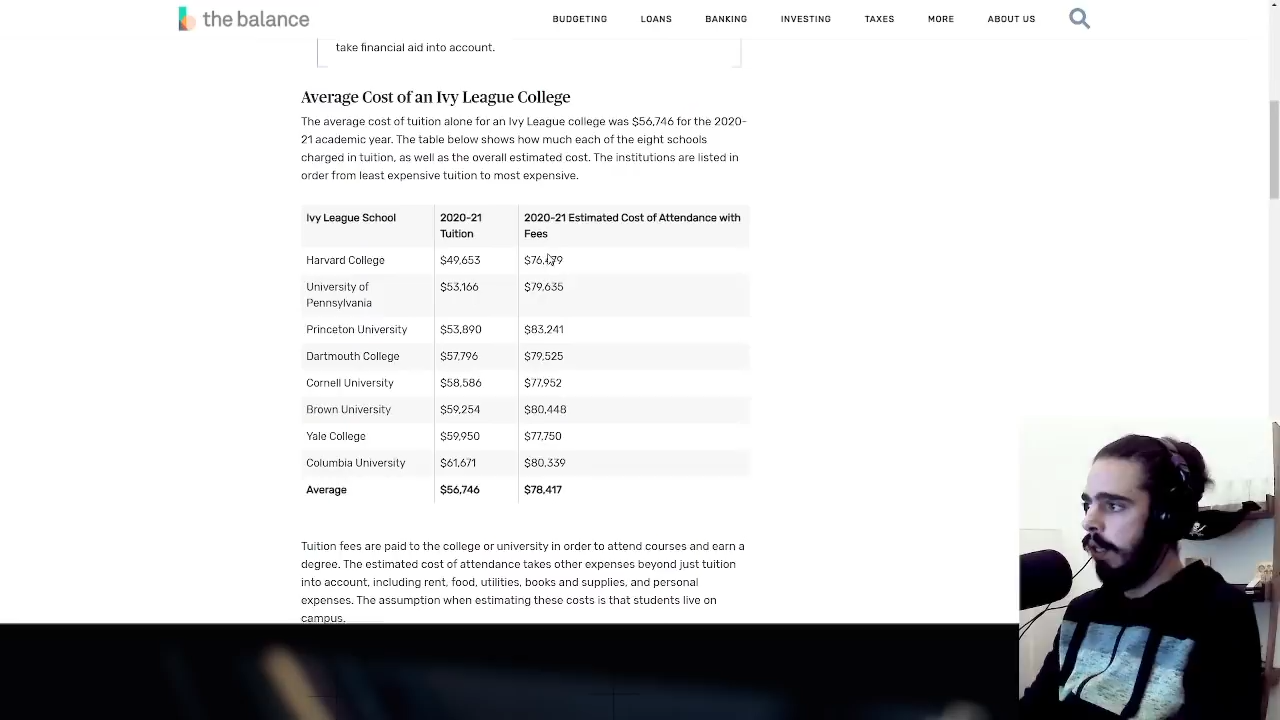 the balance
BUDGETING LOANS BANKING INVESTING TAXES MORE ABOUT US
take financial aid into account.
Average Cost of an Ivy League College
The average cost of tuition alone for an Ivy League college was $56,746 for the 2020-
21 academic year. The table below shows how much each of the eight schools
charged in tuition, as well as the overall estimated cost. The institutions are listed in
order from least expensive tuition to most expensive.
Ivy League School 2020-21 Tuition 2020-21 Estimated Cost of Attendance with Fees
Harvard College $49,653
University of Pennsylvania $53,166 $79,635
Princeton University $53,890 $83,241
Dartmouth College $57,796 $79,525
Cornell University $58,586 $77,952
Brown University $59,254 $80,448
Yale College $59,950 $77,750
Columbia University $61,671 $80,339
Average $56,746 $78,417
Tuition fees are paid to the college or university in order to attend courses and earn a
degree. The estimated cost of attendance takes other expenses beyond just tuition
into account, including rent, food, utilities, books and supplies, and personal
expenses. The assumption when estimating these costs is that students live on
campus.